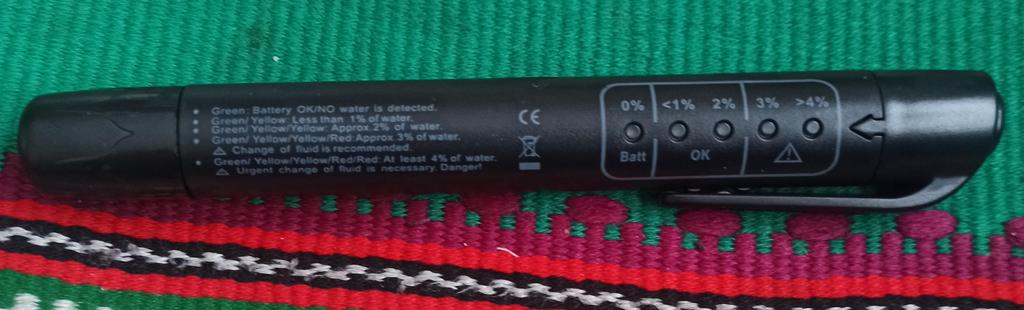 • Green: Battery OK/NO water is detected.
• Green/ Yellow: Less than 1% of water.
• Green/ Yellow/Yellow: Approx.2% of water.
• Green/ Yellow/Yellow/Red:Approx.3% of water.
⚠ Change of fluid is recommended.
• Green/ Yellow/Yellow/Red/Red: At least 4% of water.
⚠ Urgent change of fluid is necessary. Danger!
CE
0% <1% 2% 3% >4%
Batt OK ⚠